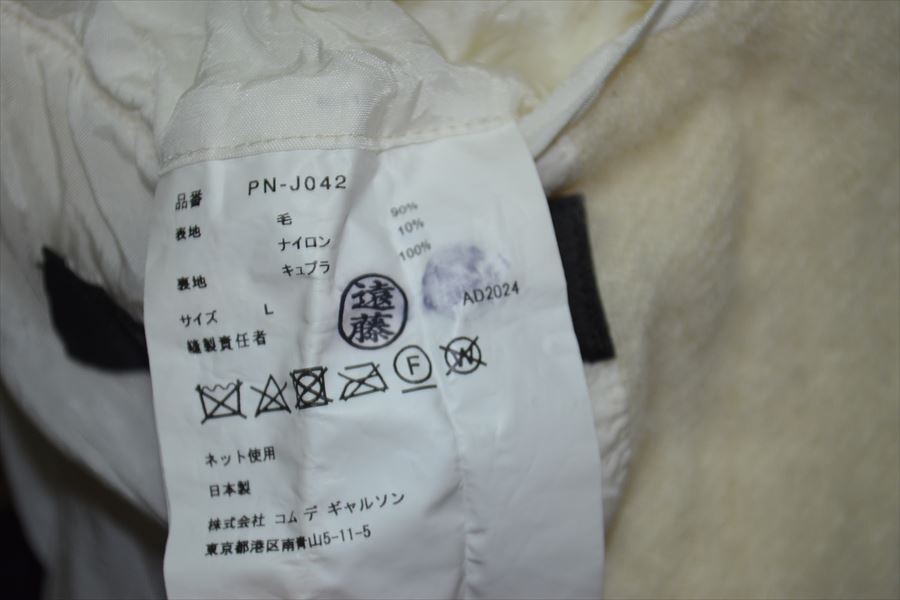 品番 PN-J042
表地 毛 90%
ナイロン 10%
裏地 キュプラ 100%
サイズ L AD2024
縫製責任者 遠藤
F W
ネット使用
日本製
株式会社 コム デ ギャルソン
東京都港区南青山5-11-5